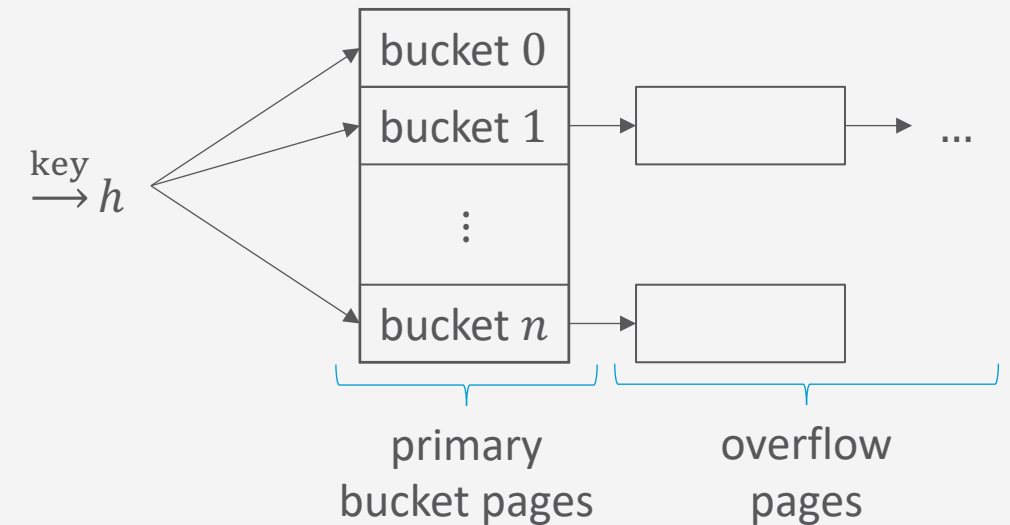 bucket 0
bucket 1
...
key
⟶ h
⋮
bucket n
primary
bucket pages
overflow
pages